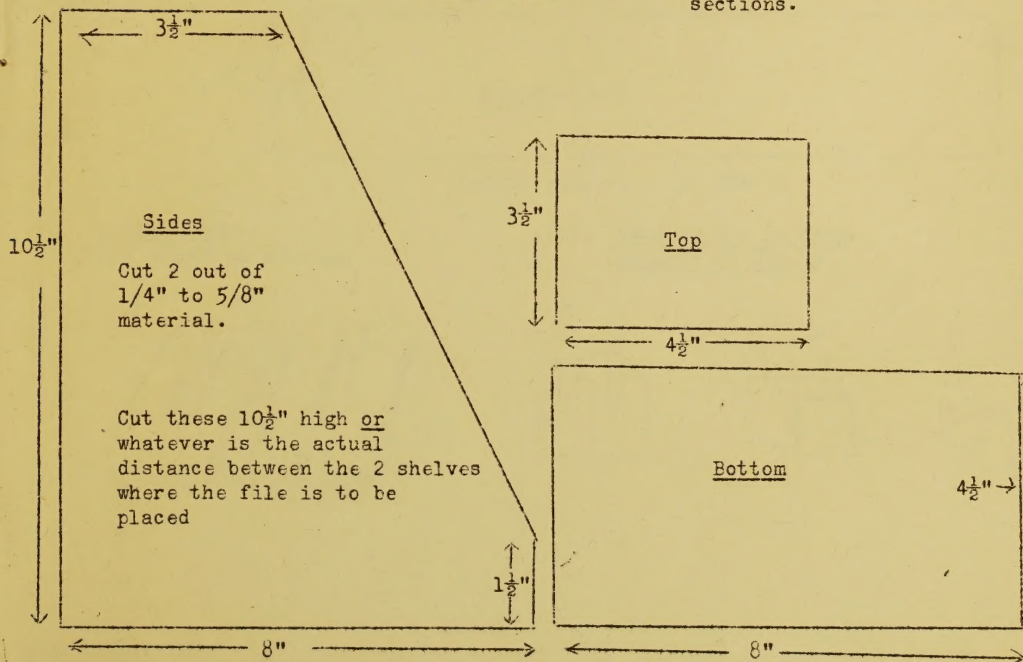 sections.
3½"
10½"
Sides
Cut 2 out of
1/4" to 5/8"
material.
Cut these 10½" high or
whatever is the actual
distance between the 2 shelves
where the file is to be
placed
1½"
8"
3½"
Top
4½"
Bottom
4½"
8"